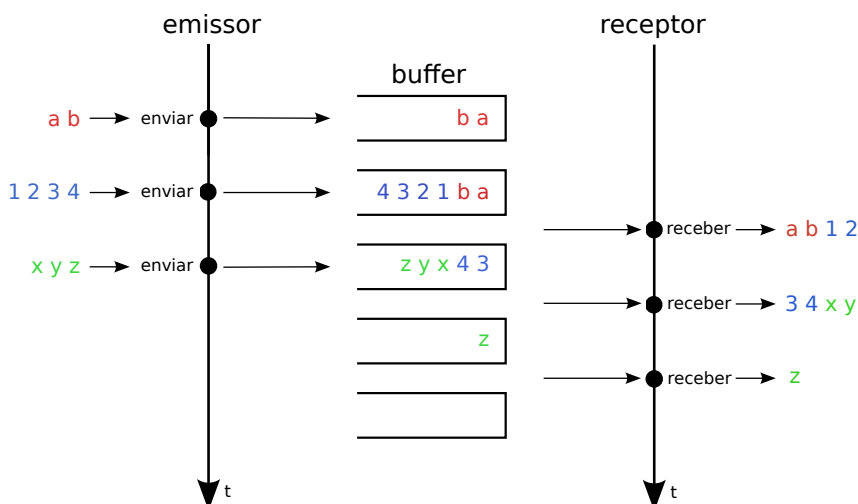 emissor
receptor
buffer
a b enviar b a
1 2 3 4 enviar 4 3 2 1 b a
receber a b 1 2
x y z enviar z y x 4 3
receber 3 4 x y
z
receber z
t
t